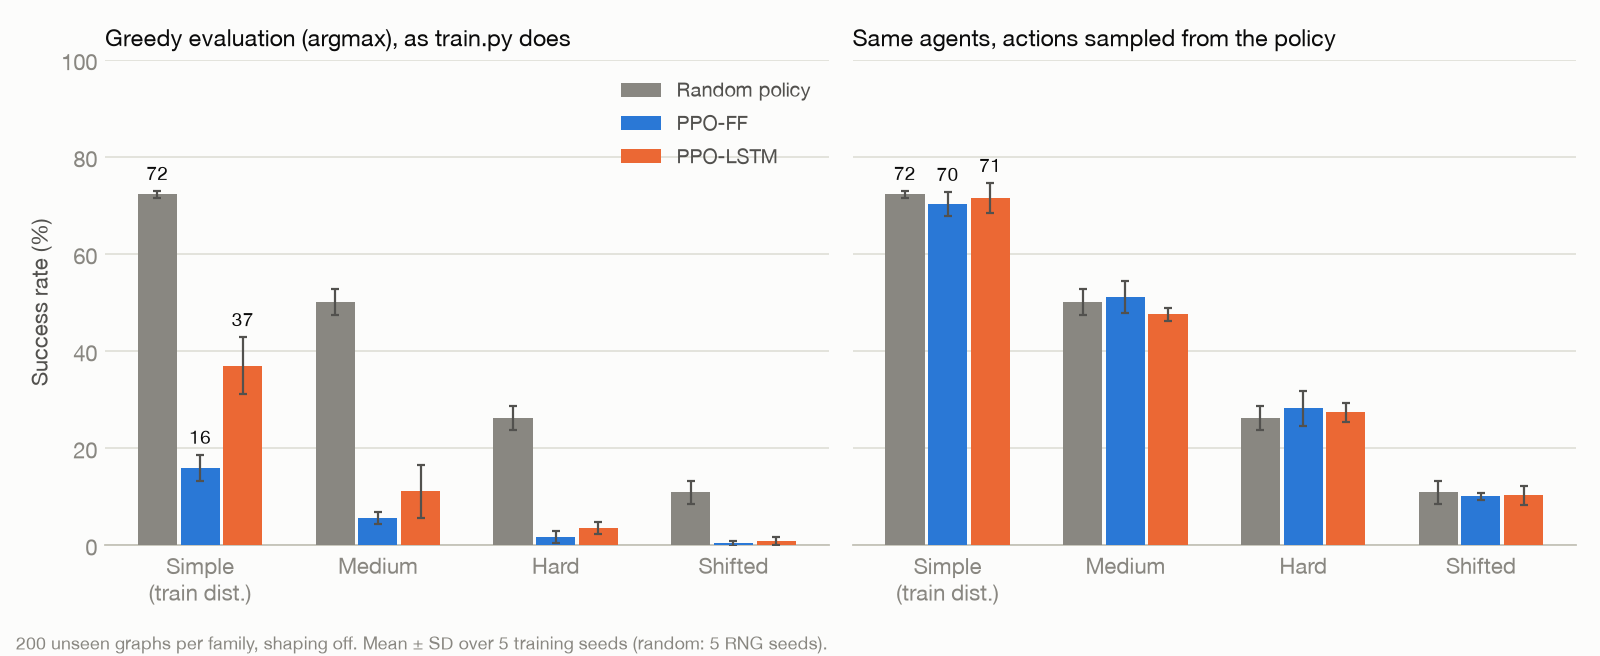 Greedy evaluation (argmax), as train.py does
Same agents, actions sampled from the policy
Success rate (%)
100
80
60
40
20
0
Random policy
PPO-FF
PPO-LSTM
72
16
37
72
70
71
Simple
(train dist.)
Medium
Hard
Shifted
Simple
(train dist.)
Medium
Hard
Shifted
200 unseen graphs per family, shaping off. Mean ± SD over 5 training seeds (random: 5 RNG seeds).